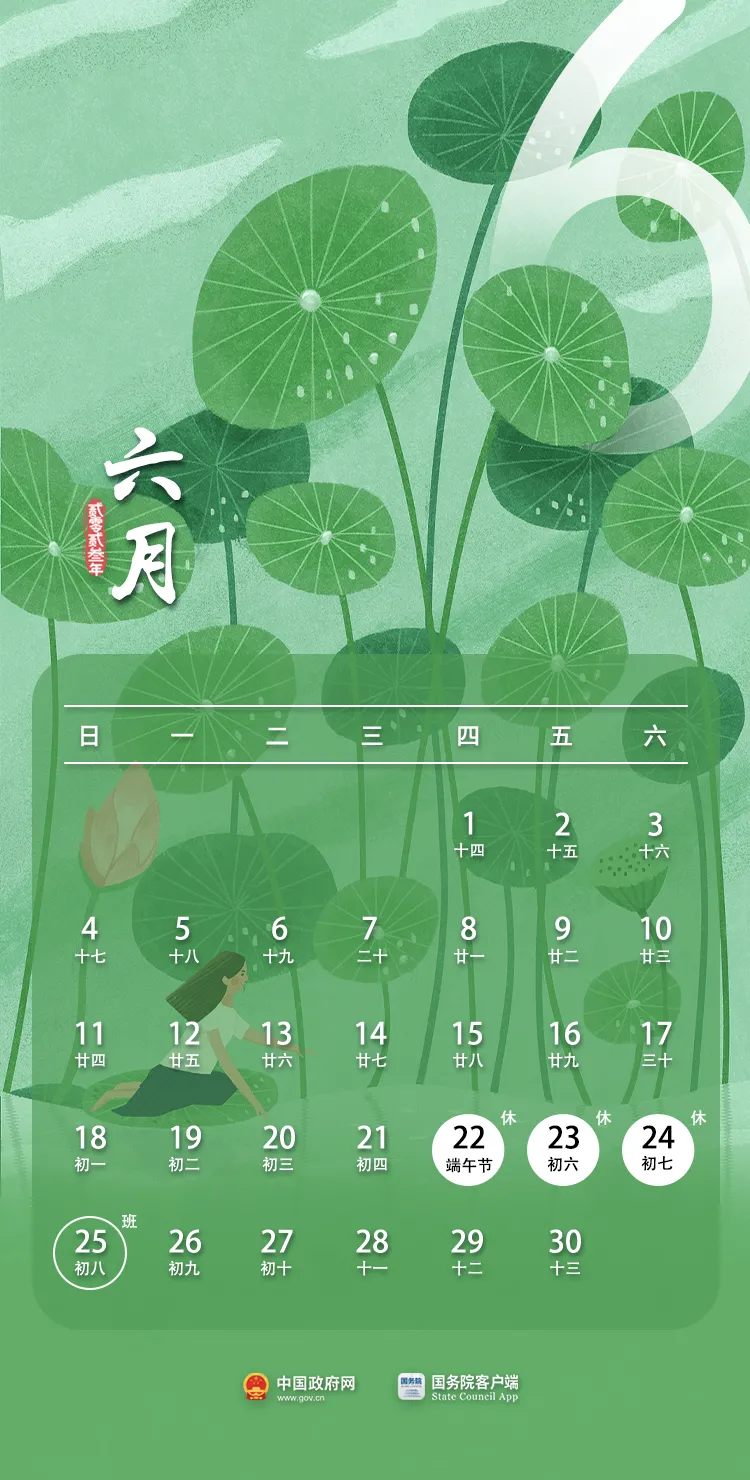 6
六月
贰零贰叁年
日 一 二 三 四 五 六
1 2 3
十四 十五 十六
4 5 6 7 8 9 10
十七 十八 十九 二十 廿一 廿二 廿三
11 12 13 14 15 16 17
廿四 廿五 廿六 廿七 廿八 廿九 三十
休 休 休
18 19 20 21 22 23 24
初一 初二 初三 初四 端午节 初六 初七
班
25 26 27 28 29 30
初八 初九 初十 十一 十二 十三
中国政府网 国务院 国务院客户端
www.gov.cn State Council App